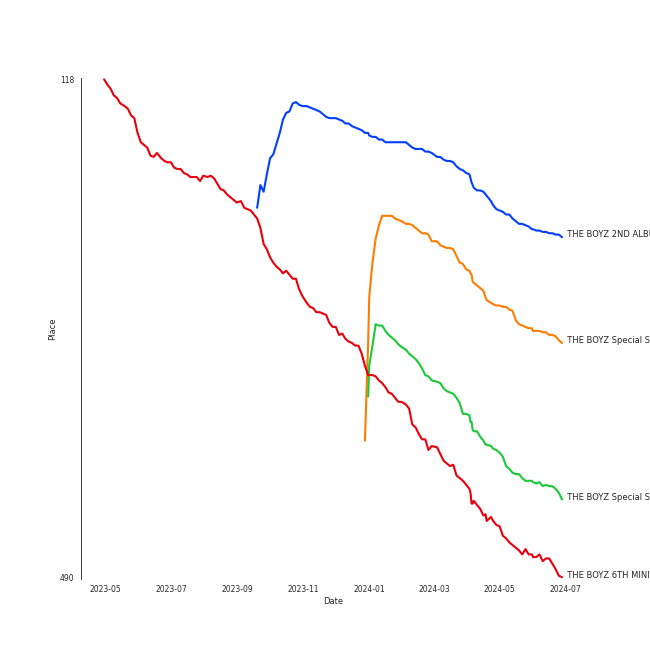 118
THE BOYZ 2ND ALBU
Place
THE BOYZ Special S
THE BOYZ Special S
THE BOYZ 6TH MINI
490
2023-05 2023-07 2023-09 2023-11 2024-01 2024-03 2024-05 2024-07
Date